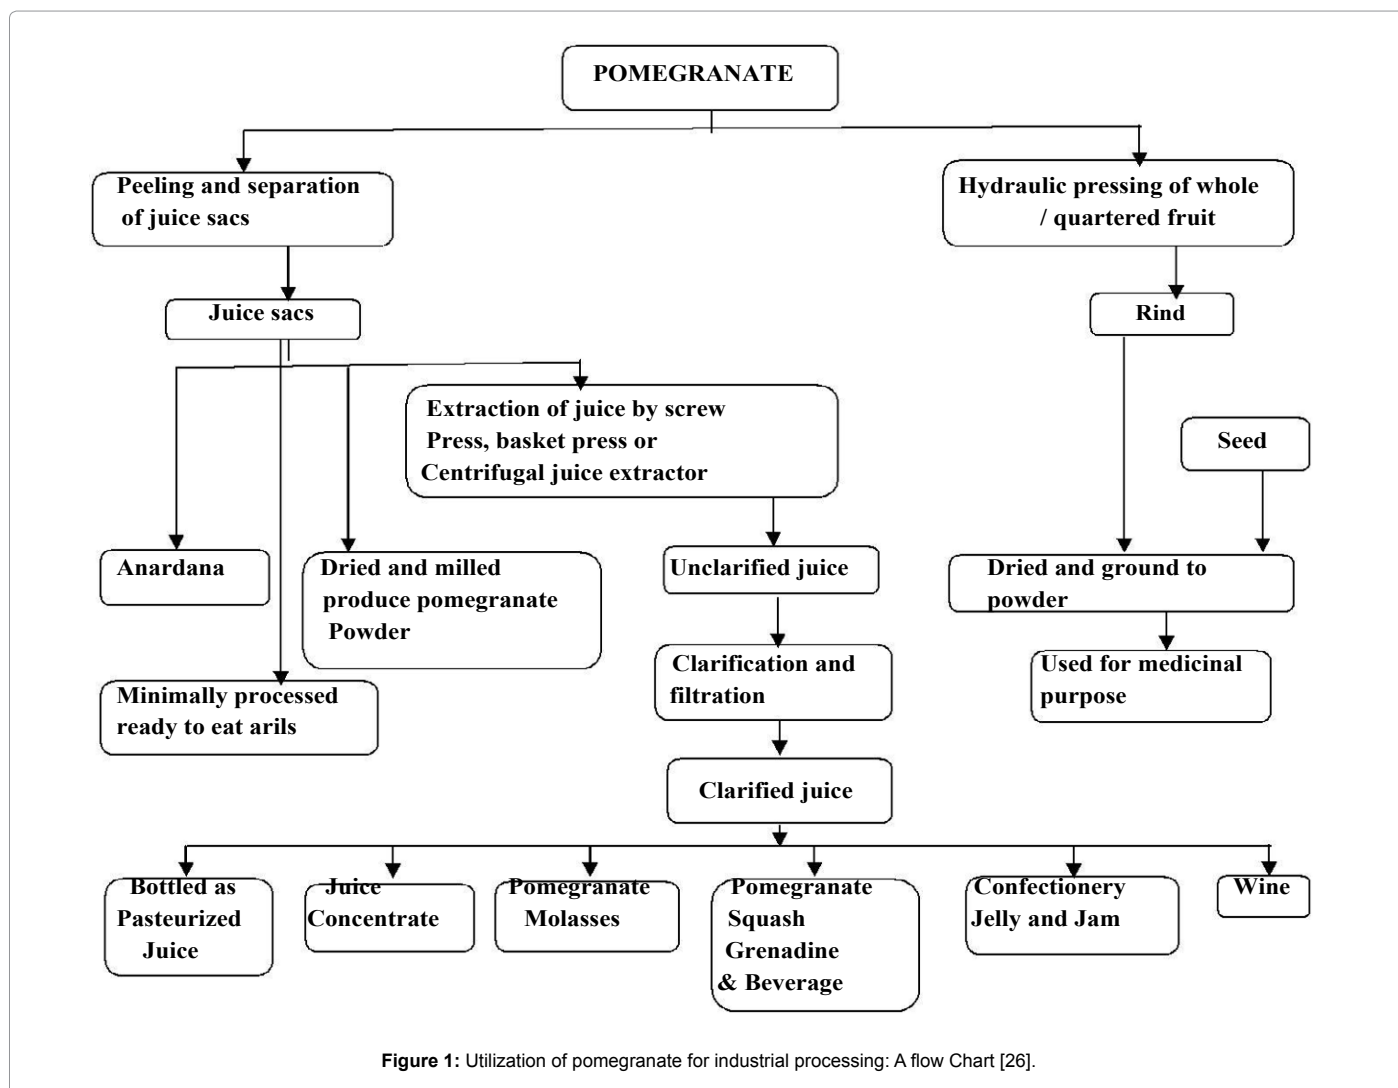 POMEGRANATE
Peeling and separation
of juice sacs
Hydraulic pressing of whole
/ quartered fruit
Juice sacs
Rind
Extraction of juice by screw
Press, basket press or
Centrifugal juice extractor
Seed
Anardana
Dried and milled
produce pomegranate
Powder
Unclarified juice
Dried and ground to
powder
Minimally processed
ready to eat arils
Clarification and
filtration
Used for medicinal
purpose
Clarified juice
Bottled as
Pasteurized
Juice
Juice
Concentrate
Pomegranate
Molasses
Pomegranate
Squash
Grenadine
& Beverage
Confectionery
Jelly and Jam
Wine
Figure 1: Utilization of pomegranate for industrial processing: A flow Chart [26].